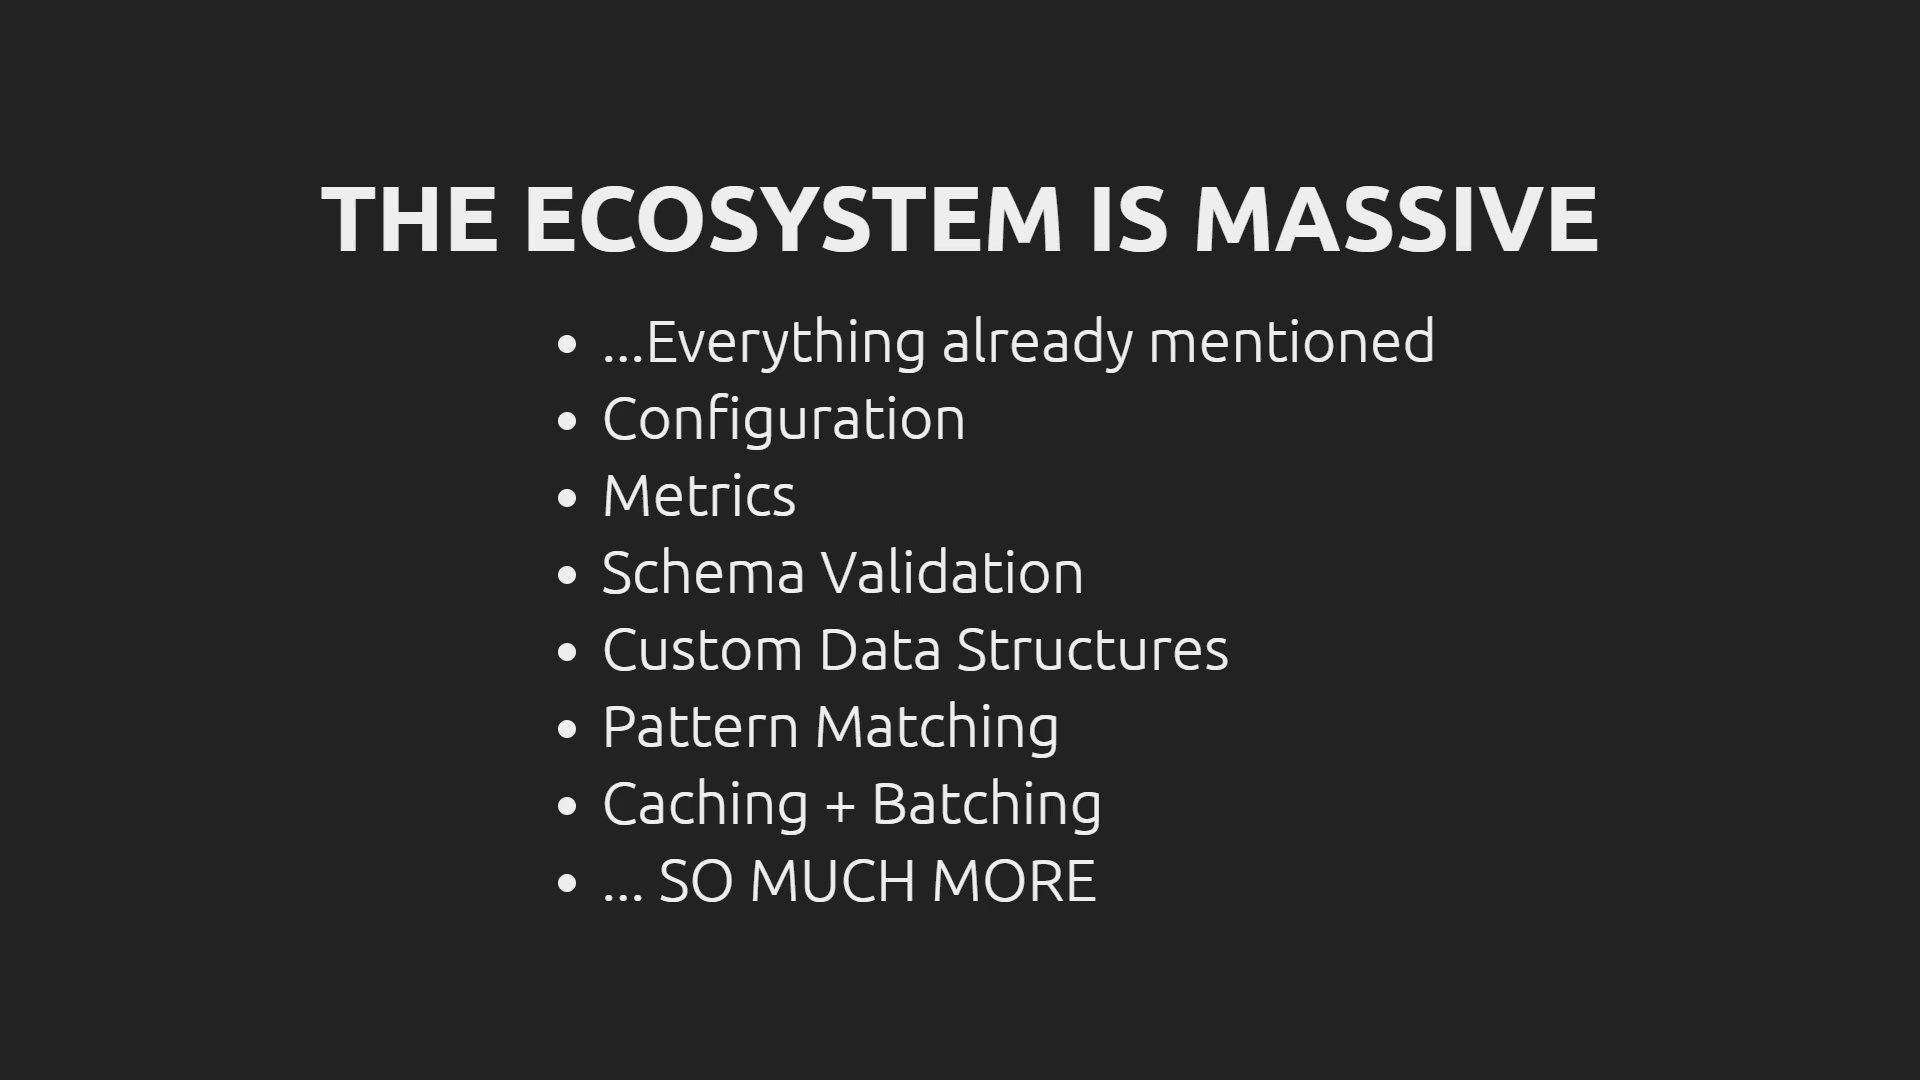 THE ECOSYSTEM IS MASSIVE
...Everything already mentioned
Configuration
Metrics
Schema Validation
Custom Data Structures
Pattern Matching
Caching + Batching
... SO MUCH MORE